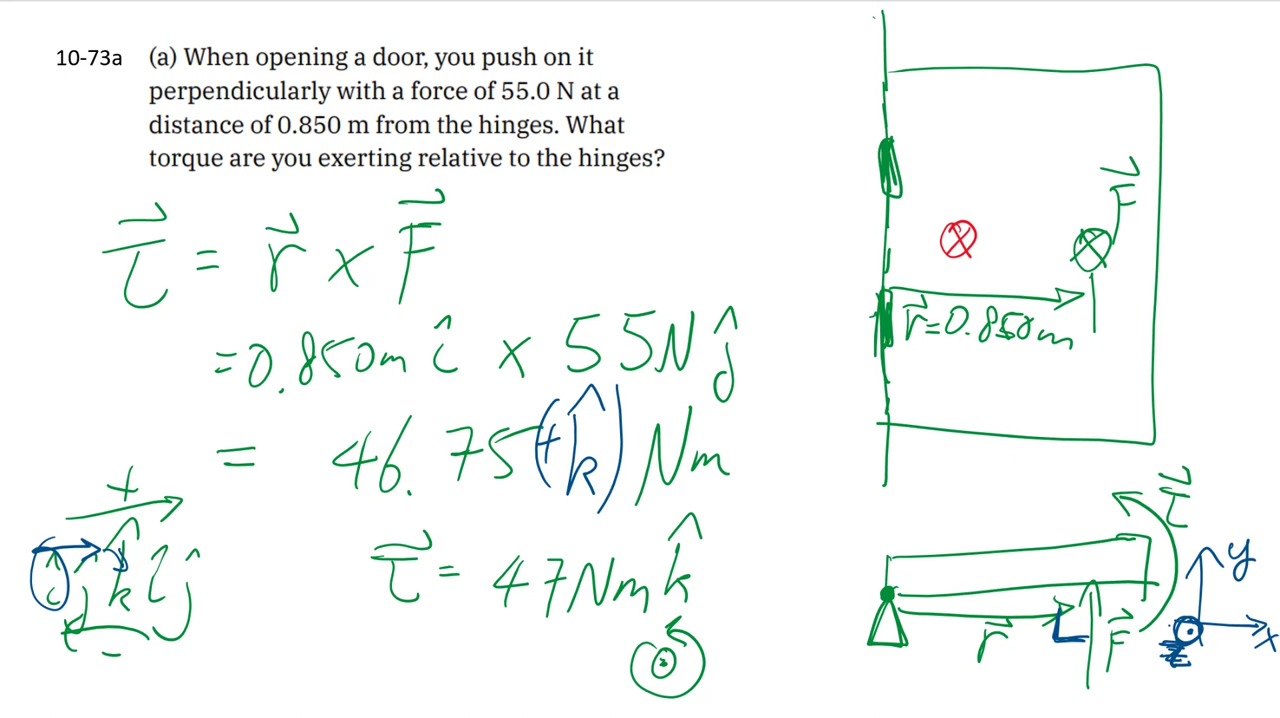 10-73a (a) When opening a door, you push on it
perpendicularly with a force of 55.0 N at a
distance of 0.850 m from the hinges. What
torque are you exerting relative to the hinges?
τ⃗ = r⃗ × F⃗
= 0.850m î × 55N ĵ
= 46.75 (+k̂) Nm
τ⃗ = 47Nm k̂
+
î ĵ k̂ î ĵ
−
F⃗
r⃗=0.850m
τ⃗
r⃗
F⃗
y
x
z